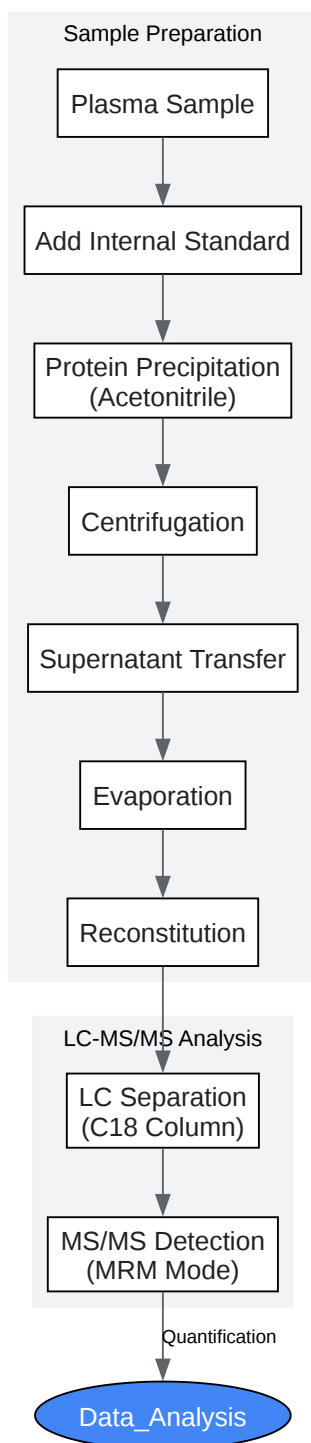 Sample Preparation
Plasma Sample
Add Internal Standard
Protein Precipitation
(Acetonitrile)
Centrifugation
Supernatant Transfer
Evaporation
Reconstitution
LC-MS/MS Analysis
LC Separation
(C18 Column)
MS/MS Detection
(MRM Mode)
Quantification
Data_Analysis